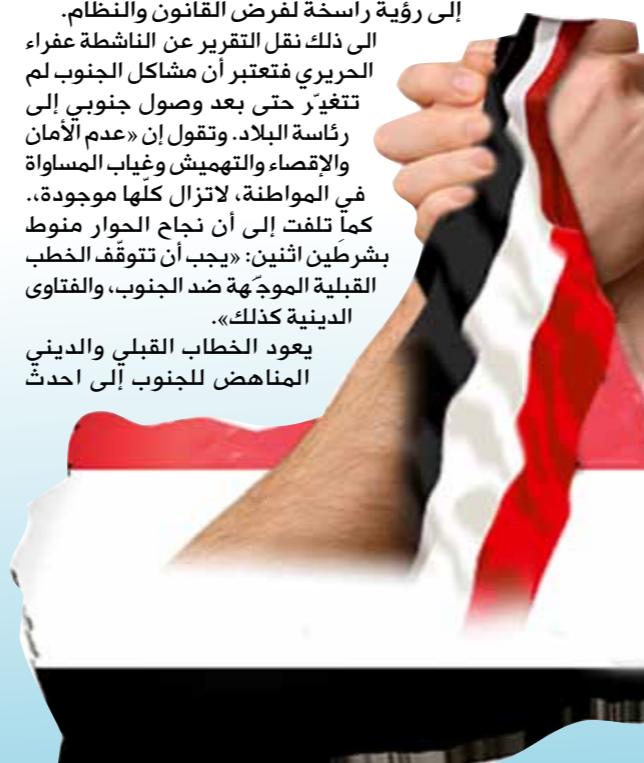 إلى رؤية راسخة لفرض القانون والنظام.
الى ذلك نقل التقرير عن الناشطة عفراء
الحريري فتعتبر أن مشاكل الجنوب لم
تتغيّر حتى بعد وصول جنوبي إلى
رئاسة البلاد. وتقول إن «عدم الأمان
والإقصاء والتهميش وغياب المساواة
في المواطنة، لاتزال كلّها موجودة،.
كما تلفت إلى أن نجاح الحوار منوط
بشرطَين اثنين: «يجب أن تتوقّف الخطب
القبلية الموجّهة ضد الجنوب، والفتاوى
الدينية كذلك».
يعود الخطاب القبلي والديني
المناهض للجنوب إلى احدث